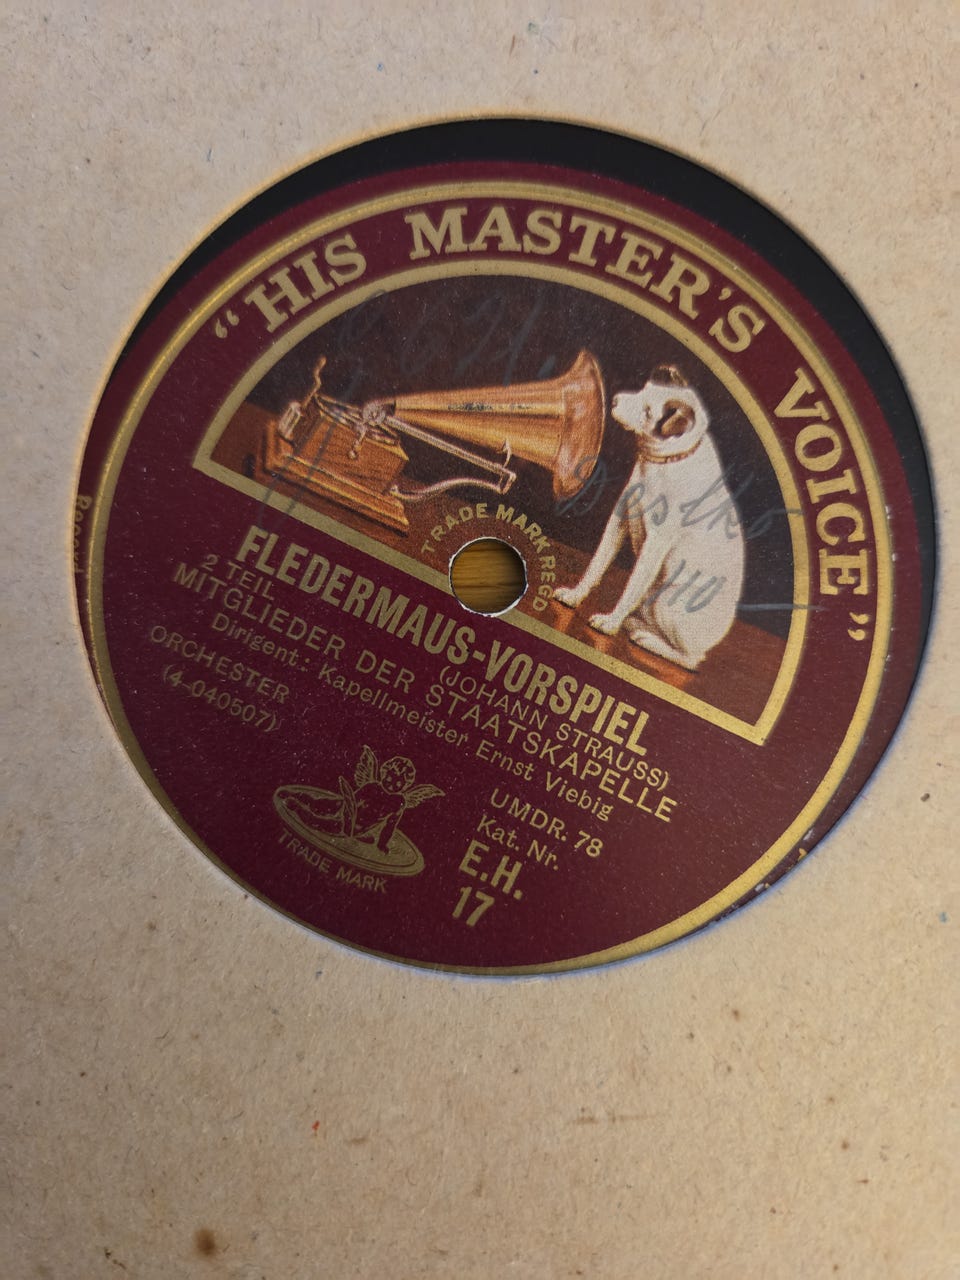 "HIS MASTER'S VOICE"
TRADE MARK REGD
FLEDERMAUS-VORSPIEL
2 TEIL
(JOHANN STRAUSS)
MITGLIEDER DER STAATSKAPELLE
Dirigent: Kapellmeister Ernst Viebig
ORCHESTER
(4-040507)
UMDR. 78
Kat. Nr.
E.H.
17
TRADE MARK
40